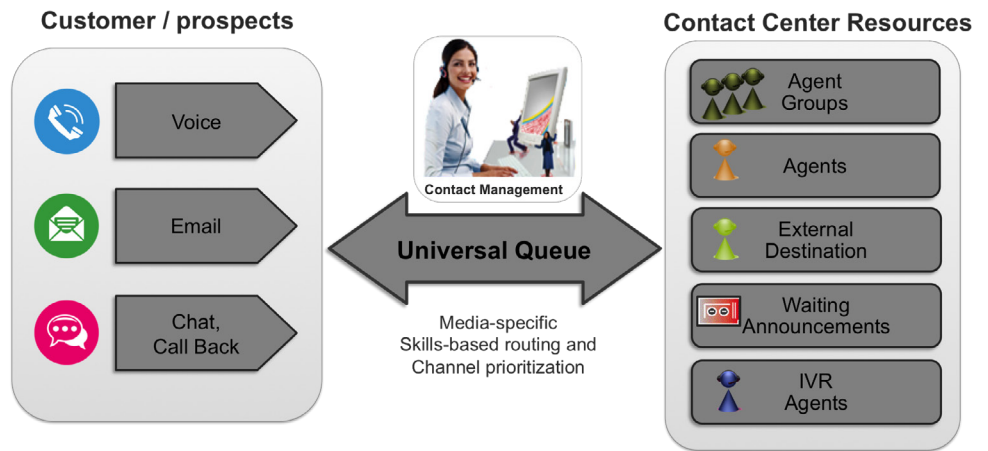 Customer / prospects
Voice
Email
Chat,
Call Back
Contact Management
Universal Queue
Media-specific
Skills-based routing and
Channel prioritization
Contact Center Resources
Agent
Groups
Agents
External
Destination
Waiting
Announcements
IVR
Agents